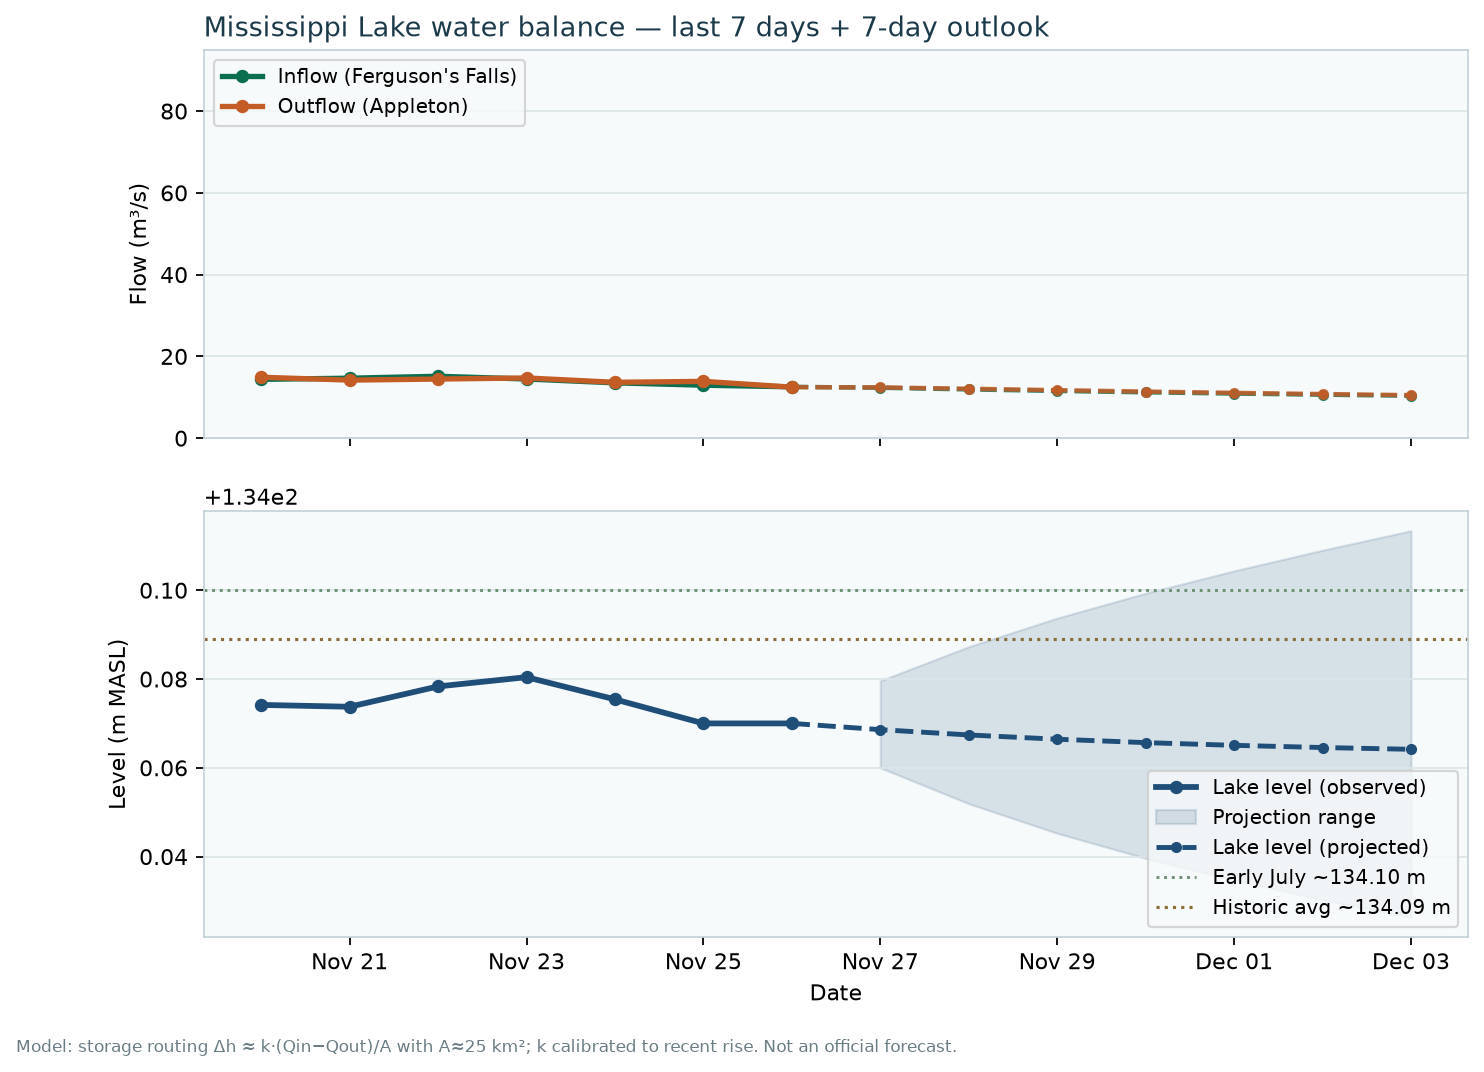 Mississippi Lake water balance — last 7 days + 7-day outlook
Inflow (Ferguson's Falls)
Outflow (Appleton)
Flow (m³/s)
80
60
40
20
0
+1.34e2
Level (m MASL)
0.10
0.08
0.06
0.04
Lake level (observed)
Projection range
Lake level (projected)
Early July ~134.10 m
Historic avg ~134.09 m
Nov 21 Nov 23 Nov 25 Nov 27 Nov 29 Dec 01 Dec 03
Date
Model: storage routing Δh ≈ k·(Qin−Qout)/A with A≈25 km²; k calibrated to recent rise. Not an official forecast.